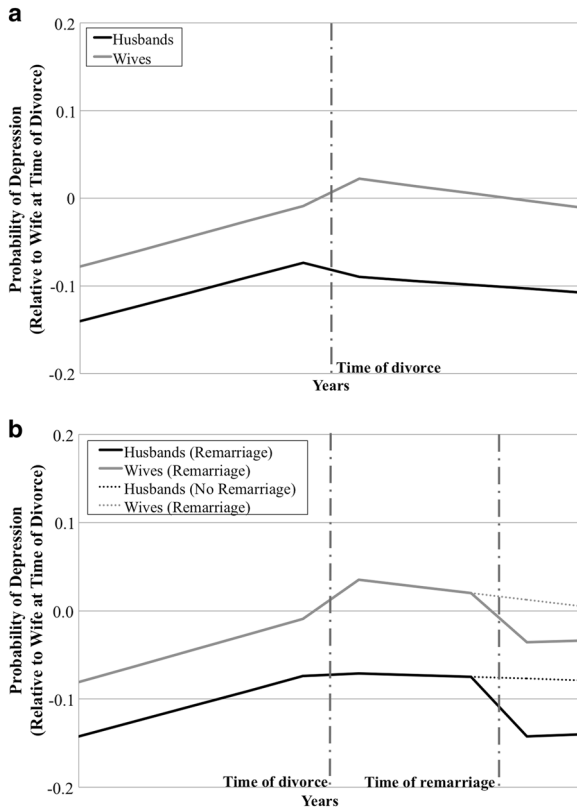 a
0.2
Husbands
Wives
0.1
0
-0.1
-0.2
Probability of Depression
(Relative to Wife at Time of Divorce)
Time of divorce
Years
b
0.2
Husbands (Remarriage)
Wives (Remarriage)
Husbands (No Remarriage)
Wives (Remarriage)
0.1
0.0
-0.1
-0.2
Probability of Depression
(Relative to Wife at Time of Divorce)
Time of divorce
Time of remarriage
Years